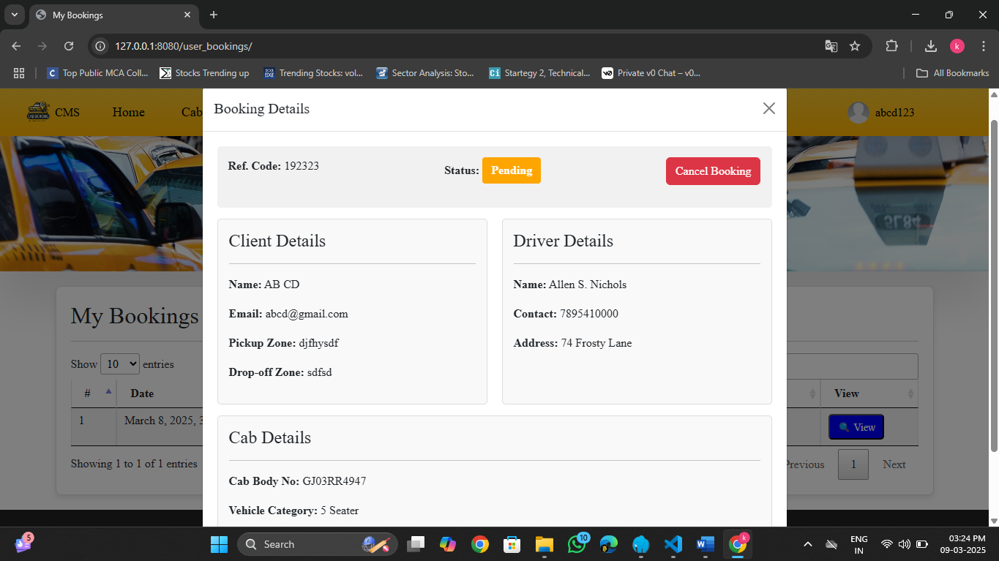 My Bookings
127.0.0.1:8080/user_bookings/
k
Top Public MCA Coll...
Stocks Trending up
Trending Stocks: vol...
Sector Analysis: Sto...
Startegy 2, Technical...
Private v0 Chat – v0...
All Bookmarks
CMS
Home
Cab
abcd123
Booking Details
Ref. Code: 192323
Status: Pending
Cancel Booking
Client Details
Name: AB CD
Email: abcd@gmail.com
Pickup Zone: djfhysdf
Drop-off Zone: sdfsd
Driver Details
Name: Allen S. Nichols
Contact: 7895410000
Address: 74 Frosty Lane
Cab Details
Cab Body No: GJ03RR4947
Vehicle Category: 5 Seater
My Bookings
Show 10 entries
# Date View
1 March 8, 2025, 3 View
Showing 1 to 1 of 1 entries
Previous 1 Next
5
Search
10
k
ENG
IN
03:24 PM
09-03-2025